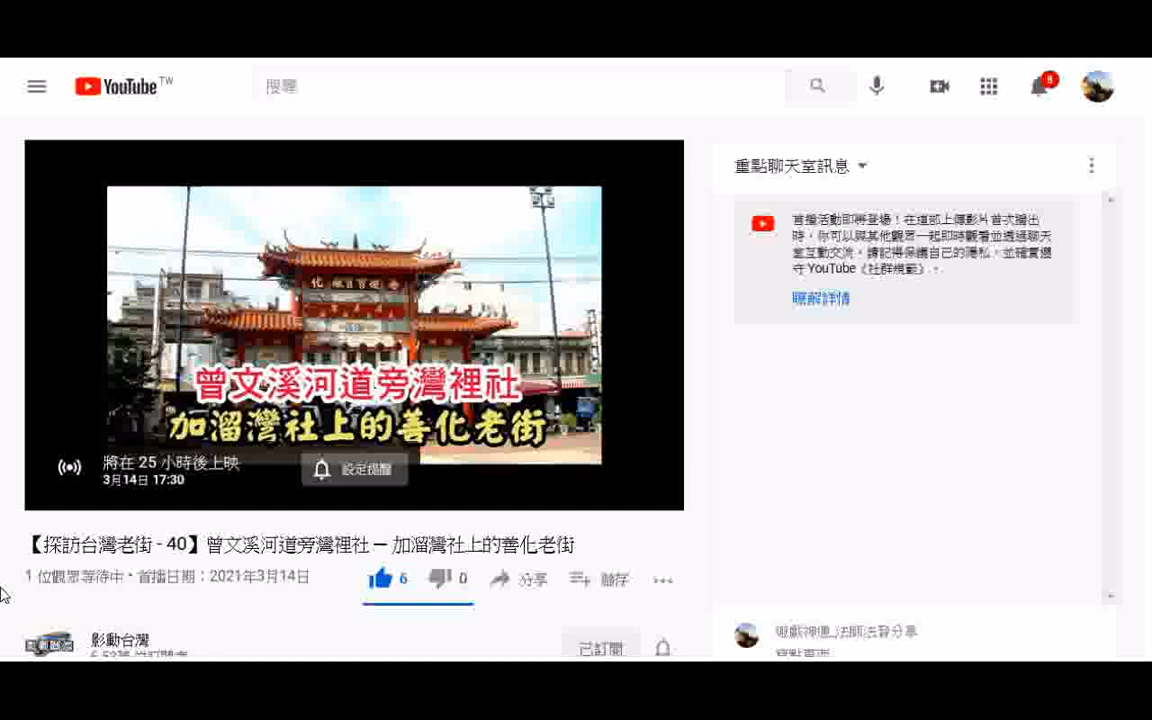 YouTube TW
搜尋
8
重點聊天室訊息
首播活動即將登場！在這部上傳影片首次播出
時，你可以與其他觀眾一起即時觀看並透過聊天
室互動交流。請記得保護自己的隱私，並確實遵
守 YouTube《社群規範》。
瞭解詳情
曾文溪河道旁灣裡社
加溜灣社上的善化老街
將在 25 小時後上映
3月14日 17:30
設定提醒
【探訪台灣老街 - 40】曾文溪河道旁灣裡社 — 加溜灣社上的善化老街
1 位觀眾等待中・首播日期：2021年3月14日
6
0
分享
儲存
影動台灣
已訂閱